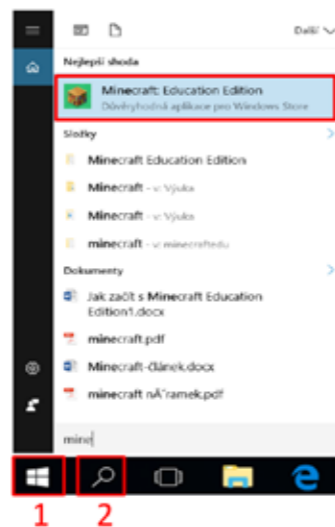 Další
Nejlepší shoda
Minecraft: Education Edition
Důvěryhodná aplikace pro Windows Store
Složky
Minecraft Education Edition
Minecraft - v: Výuka
Minecraft - v: Výuka
minecraft - v: minecraftedu
Dokumenty
Jak začít s Minecraft Education
Edition1.docx
minecraft.pdf
Minecraft-článek.docx
minecraft nÃ¨ramek.pdf
mine
1 2